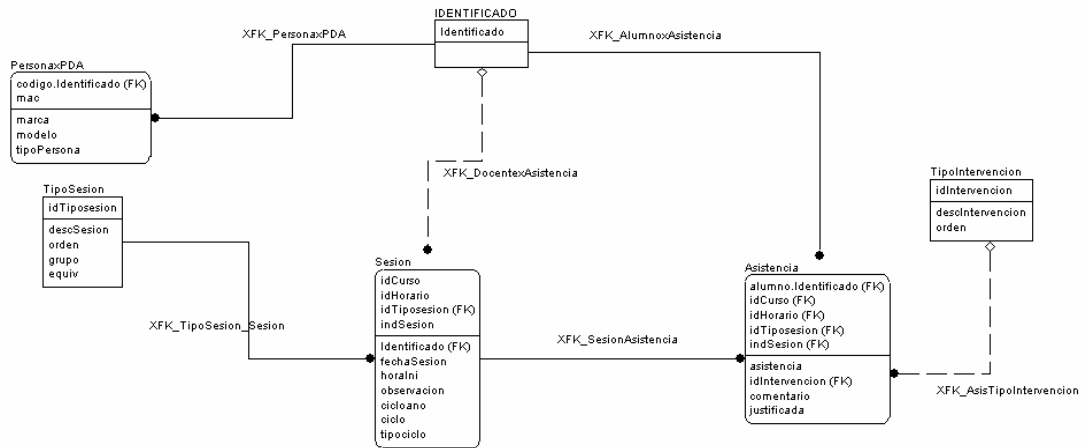 IDENTIFICADO
Identificado
XFK_PersonaxPDA
XFK_AlumnoxAsistencia
PersonaxPDA
codigo.Identificado (FK)
mac
marca
modelo
tipoPersona
XFK_DocentexAsistencia
TipoIntervencion
idIntervencion
descIntervencion
orden
TipoSesion
idTiposesion
descSesion
orden
grupo
equiv
Sesion
idCurso
idHorario
idTiposesion (FK)
indSesion
Identificado (FK)
fechaSesion
horaIni
observacion
cicloano
ciclo
tipociclo
Asistencia
alumno.Identificado (FK)
idCurso (FK)
idHorario (FK)
idTiposesion (FK)
indSesion (FK)
asistencia
idIntervencion (FK)
comentario
justificada
XFK_TipoSesion_Sesion
XFK_SesionAsistencia
XFK_AsisTipoIntervencion